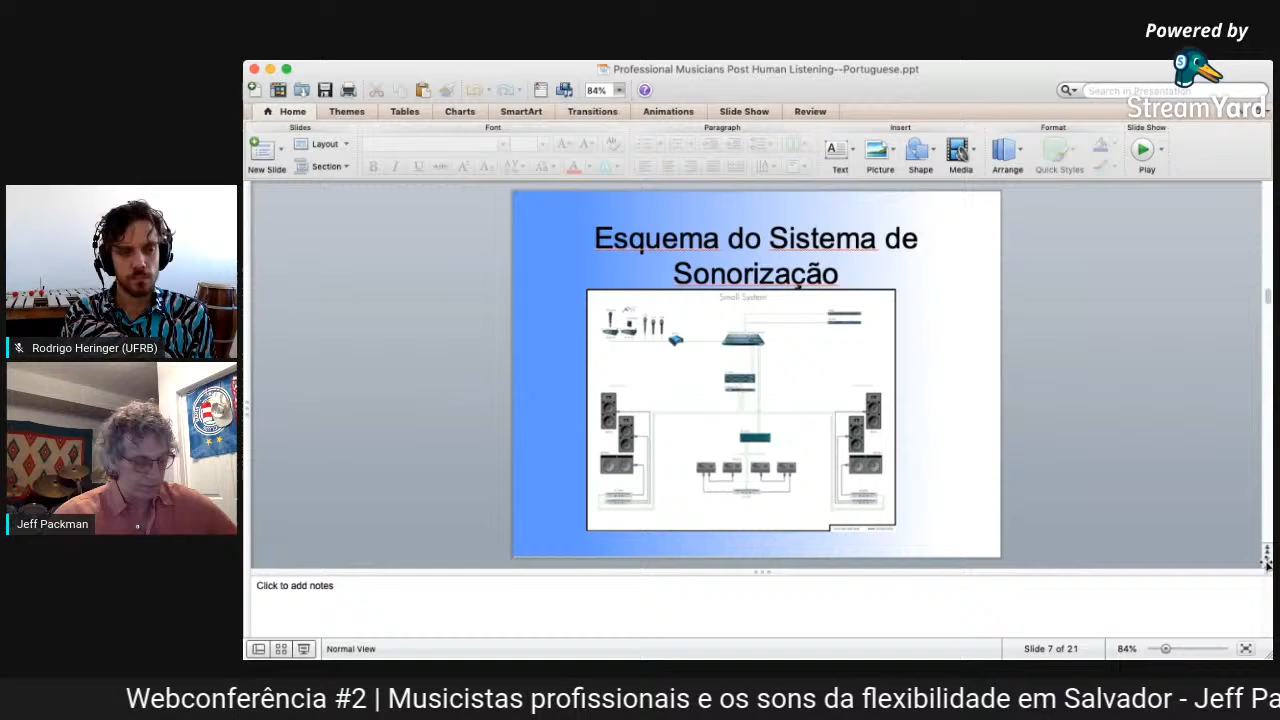 Powered by
StreamYard
Professional Musicians Post Human Listening--Portuguese.ppt
84%
Search in Presentation
Home Themes Tables Charts SmartArt Transitions Animations Slide Show Review
Slides Font Paragraph Insert Format Slide Show
Layout
Section
New Slide
Text Picture Shape Media Arrange Quick Styles Play
Esquema do Sistema de
Sonorização
Small System
Rodrigo Heringer (UFRB)
Jeff Packman
Click to add notes
Normal View
Slide 7 of 21
84%
Webconferência #2 | Musicistas profissionais e os sons da flexibilidade em Salvador - Jeff Pa